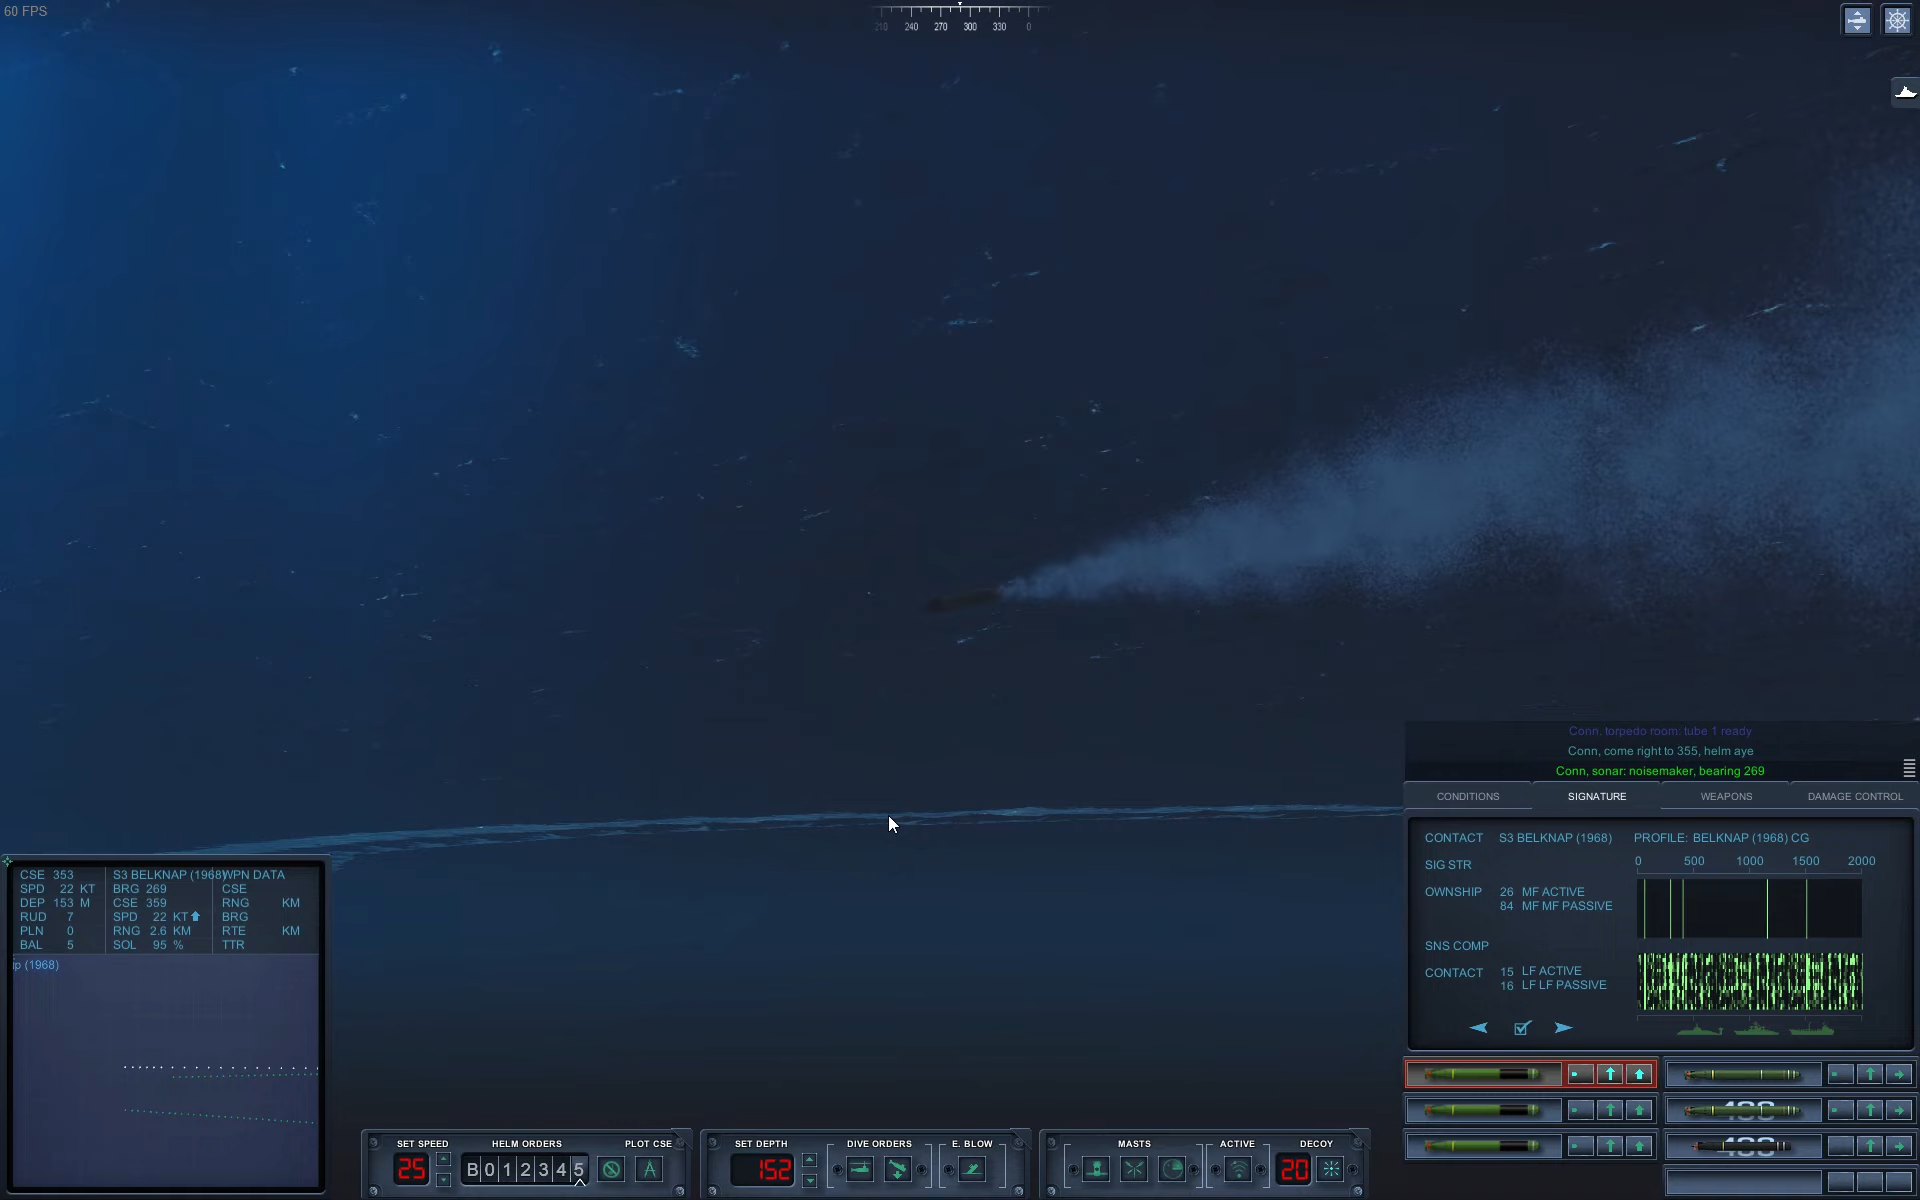 60 FPS
210 240 270 300 330 0
Conn, torpedo room: tube 1 ready
Conn, come right to 355, helm aye
Conn, sonar: noisemaker, bearing 269
CONDITIONS SIGNATURE WEAPONS DAMAGE CONTROL
CONTACT S3 BELKNAP (1968) PROFILE: BELKNAP (1968) CG
SIG STR 0 500 1000 1500 2000
OWNSHIP 26 MF ACTIVE
84 MF MF PASSIVE
SNS COMP
CONTACT 15 LF ACTIVE
16 LF LF PASSIVE
CSE 353 S3 BELKNAP (1968) WPN DATA
SPD 22 KT BRG 269 CSE
DEP 153 M CSE 359 RNG KM
RUD 7 SPD 22 KT BRG
PLN 0 RNG 2.6 KM RTE KM
BAL 5 SOL 95 % TTR
ip (1968)
SET SPEED HELM ORDERS PLOT CSE SET DEPTH DIVE ORDERS E. BLOW MASTS ACTIVE DECOY
25 B 0 1 2 3 4 5 152 20